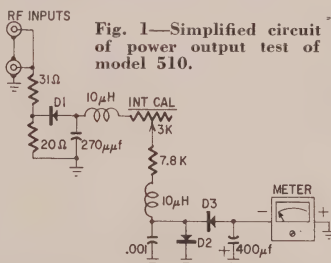 RF INPUTS
Fig. 1—Simplified circuit
of power output test of
model 510.
31Ω
D1
10μH
INT CAL
3K
20Ω
270μμf
7.8K
10μH
D3
METER
-
+
.001
D2
+
400μf